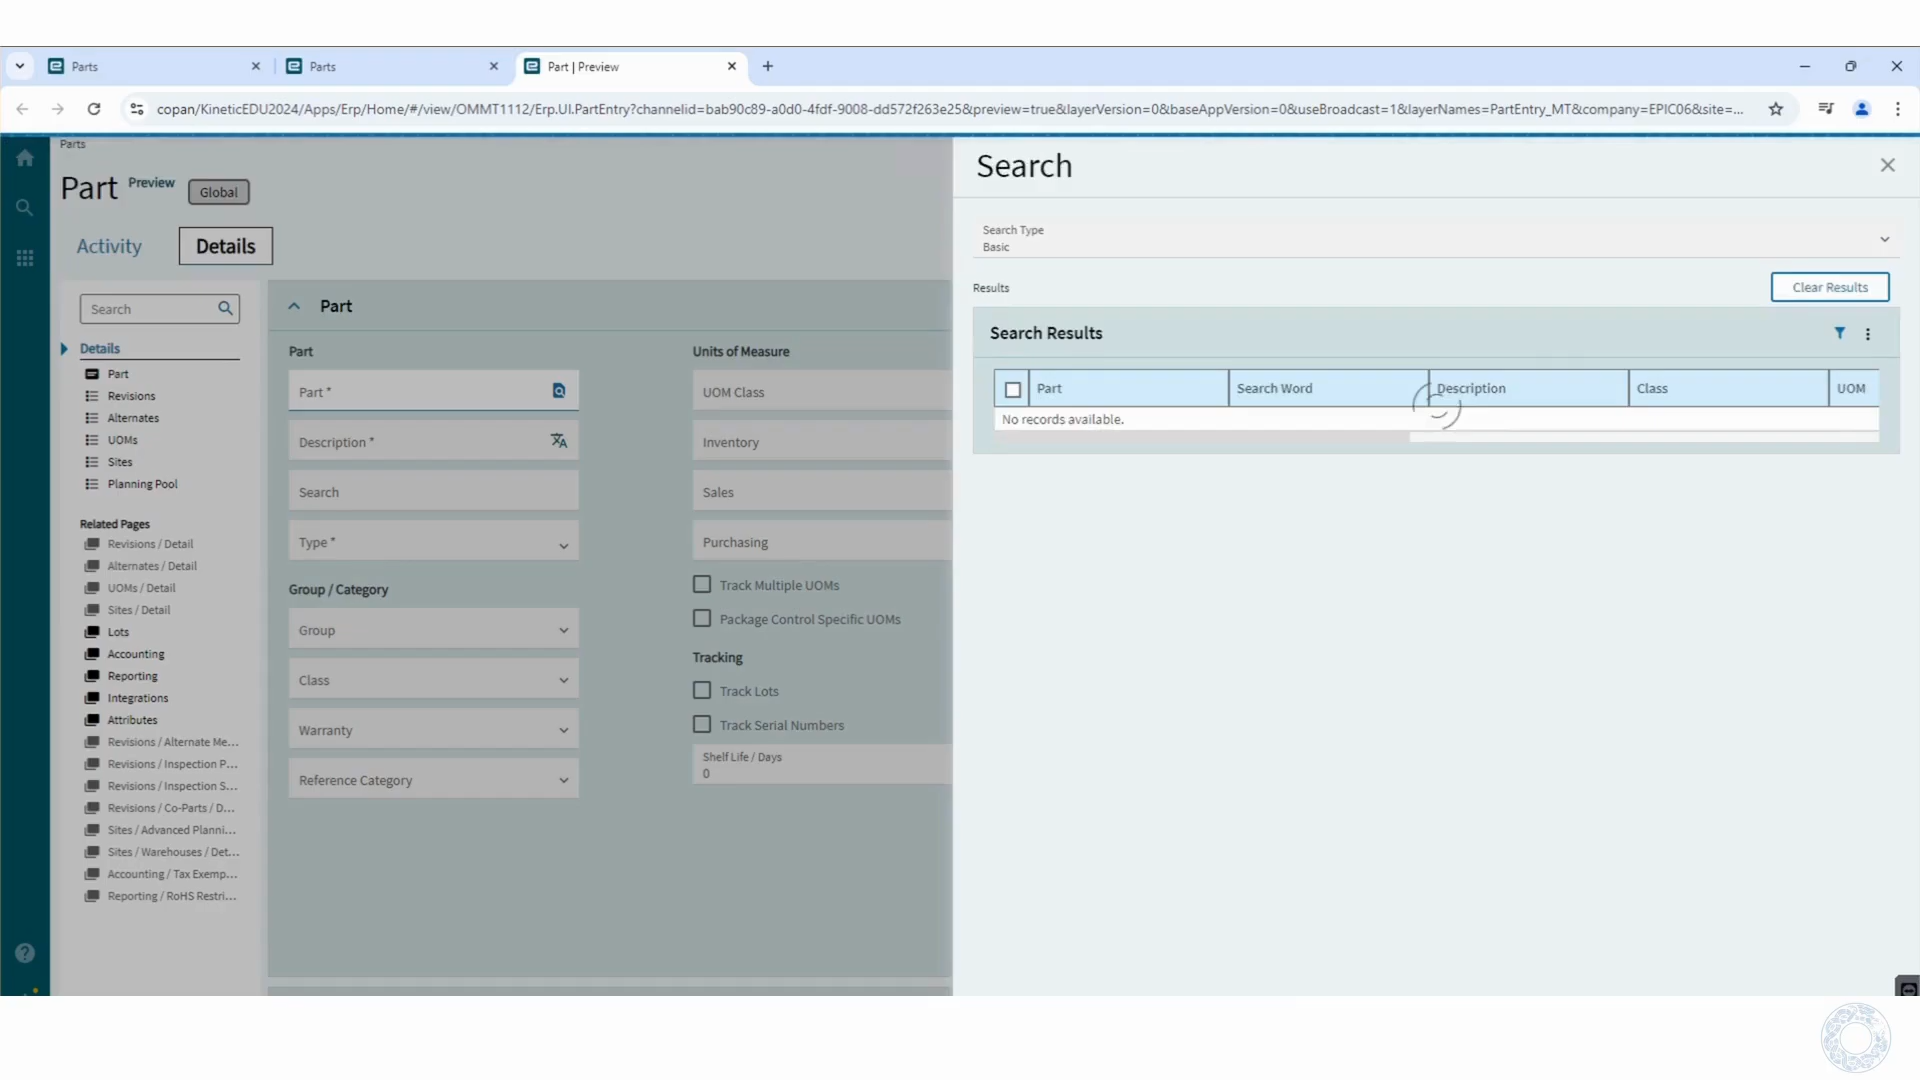 Parts
Parts
Part | Preview
copan/KineticEDU2024/Apps/Erp/Home/#/view/OMMT1112/Erp.UI.PartEntry?channelid=bab90c89-a0d0-4fdf-9008-dd572f263e25&preview=true&layerVersion=0&baseAppVersion=0&useBroadcast=1&layerNames=PartEntry_MT&company=EPIC06&site=...
Parts
Part Preview Global
Activity
Details
Search
Details
Part
Revisions
Alternates
UOMs
Sites
Planning Pool
Related Pages
Revisions / Detail
Alternates / Detail
UOMs / Detail
Sites / Detail
Lots
Accounting
Reporting
Integrations
Attributes
Revisions / Alternate Me...
Revisions / Inspection P...
Revisions / Inspection S...
Revisions / Co-Parts / D...
Sites / Advanced Planni...
Sites / Warehouses / Det...
Accounting / Tax Exemp...
Reporting / RoHS Restri...
Part
Part
Part *
Description *
Search
Type *
Group / Category
Group
Class
Warranty
Reference Category
Units of Measure
UOM Class
Inventory
Sales
Purchasing
Track Multiple UOMs
Package Control Specific UOMs
Tracking
Track Lots
Track Serial Numbers
Shelf Life / Days
0
Search
Search Type
Basic
Results
Clear Results
Search Results
Part Search Word Description Class UOM
No records available.